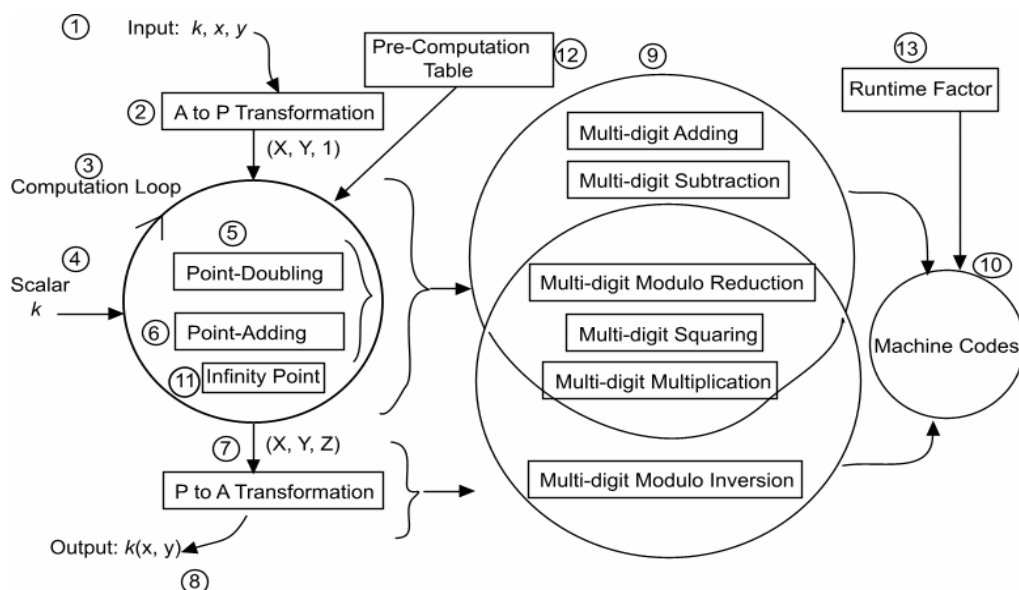 1
Input: k, x, y
2
A to P Transformation
(X, Y, 1)
3
Computation Loop
4
Scalar
k
5
Point-Doubling
6
Point-Adding
11
Infinity Point
7
(X, Y, Z)
P to A Transformation
Output: k(x, y)
8
Pre-Computation
Table
12
9
Multi-digit Adding
Multi-digit Subtraction
Multi-digit Modulo Reduction
Multi-digit Squaring
Multi-digit Multiplication
Multi-digit Modulo Inversion
13
Runtime Factor
10
Machine Codes